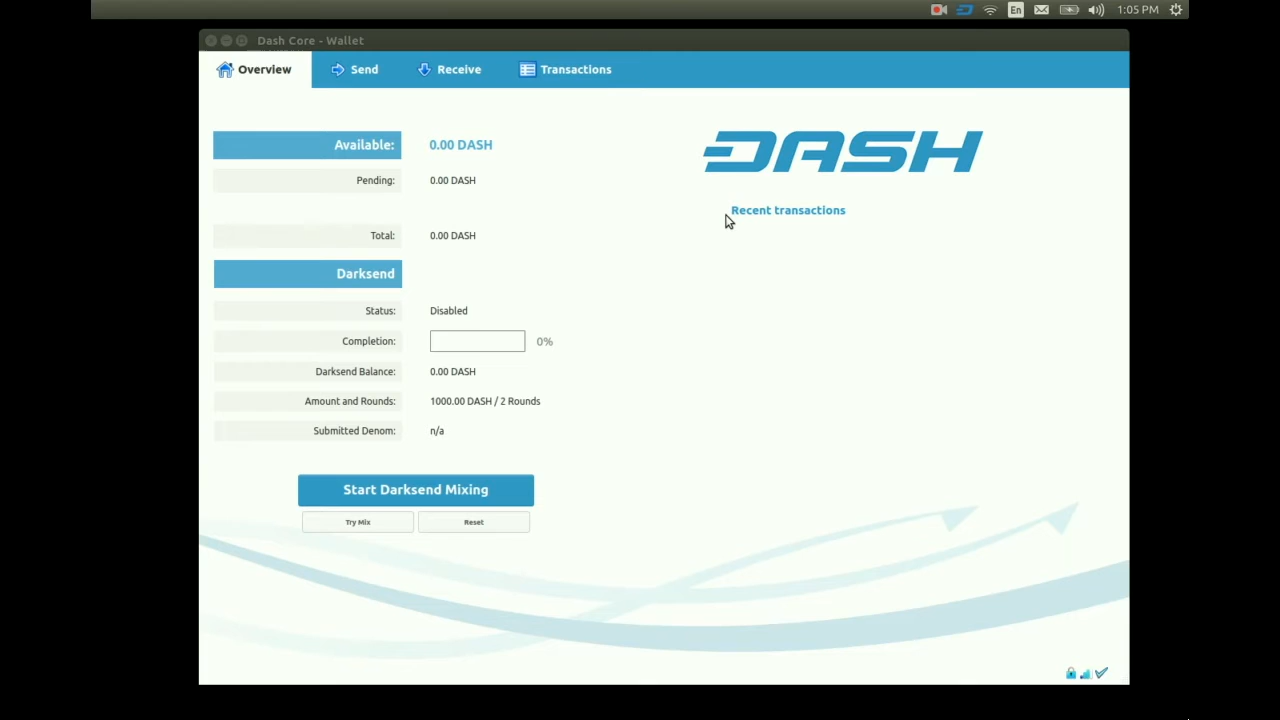 En 1:05 PM
Dash Core - Wallet
Overview Send Receive Transactions
Available: 0.00 DASH
Pending: 0.00 DASH
Total: 0.00 DASH
Darksend
Status: Disabled
Completion: 0%
Darksend Balance: 0.00 DASH
Amount and Rounds: 1000.00 DASH / 2 Rounds
Submitted Denom: n/a
Start Darksend Mixing
Try Mix Reset
DASH
Recent transactions